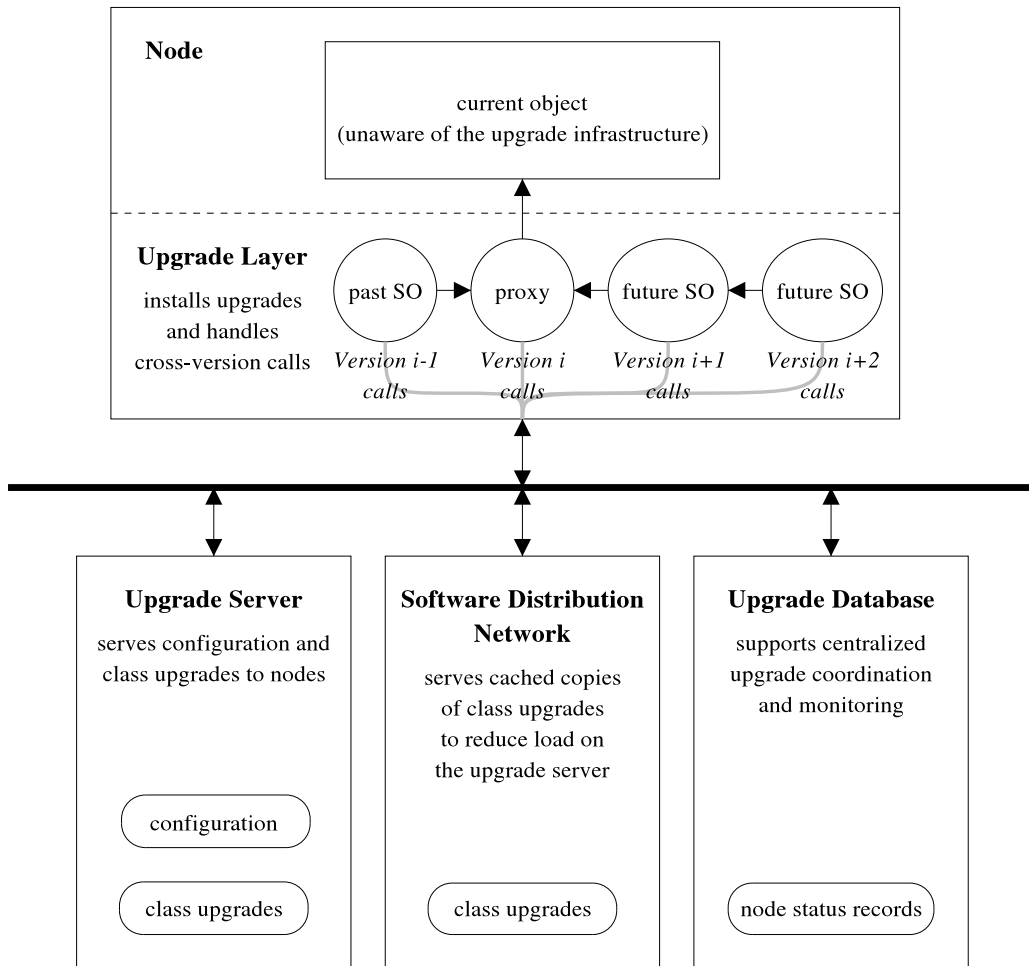 Node
current object
(unaware of the upgrade infrastructure)
Upgrade Layer
installs upgrades
and handles
cross-version calls
past SO
proxy
future SO
future SO
Version i-1
calls
Version i
calls
Version i+1
calls
Version i+2
calls
Upgrade Server
serves configuration and
class upgrades to nodes
configuration
class upgrades
Software Distribution
Network
serves cached copies
of class upgrades
to reduce load on
the upgrade server
class upgrades
Upgrade Database
supports centralized
upgrade coordination
and monitoring
node status records